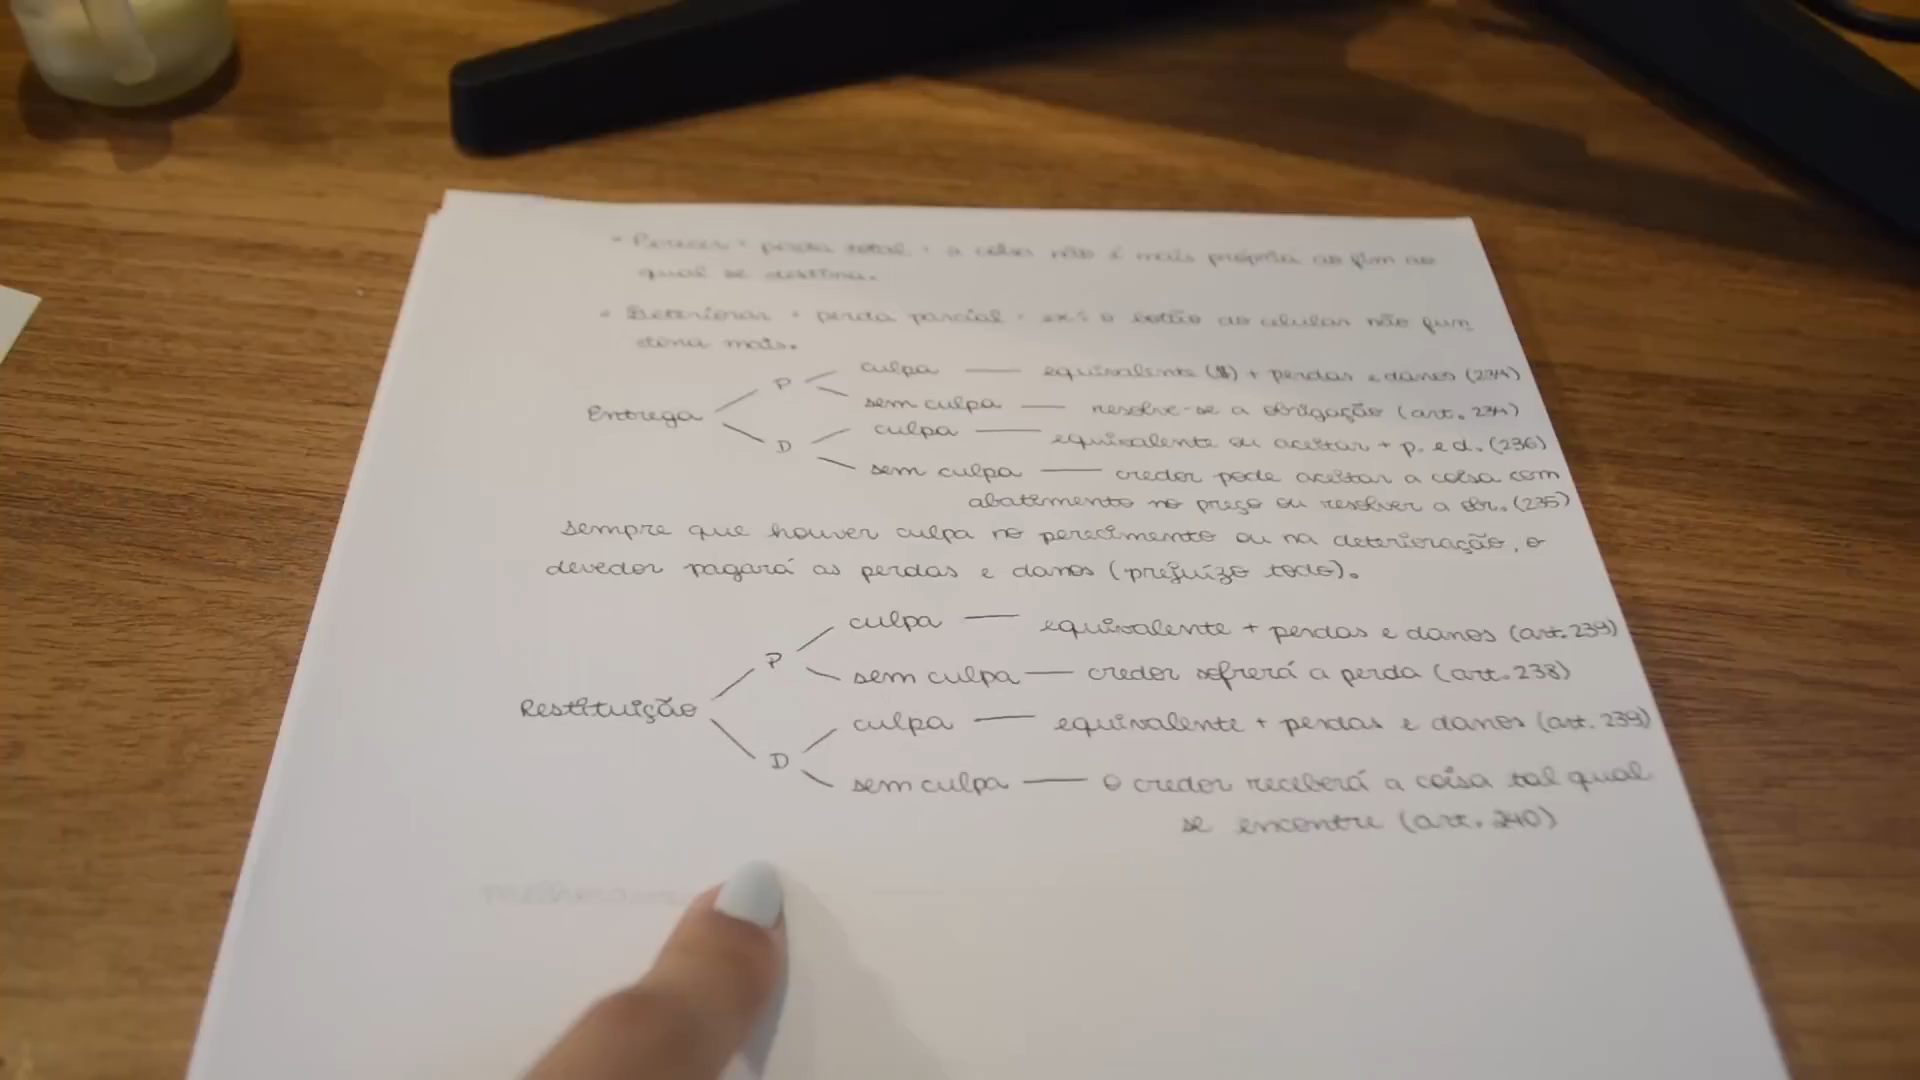 • Perecer • perda total • a coisa não é mais própria ao fim ao
qual se destina.
• Deteriorar • perda parcial • ex: o botão do celular não fun
ciona mais.
Entrega
P
culpa — equivalente ($) + perdas e danos (234)
sem culpa — resolve-se a obrigação (art. 234)
D
culpa — equivalente ou aceitar + p. e d. (236)
sem culpa — credor pode aceitar a coisa com
abatimento no preço ou resolver a obr. (235)
sempre que houver culpa no perecimento ou na deterioração, o
devedor pagará as perdas e danos (prejuízo todo).
Restituição
P
culpa — equivalente + perdas e danos (art. 239)
sem culpa — credor sofrerá a perda (art. 238)
D
culpa — equivalente + perdas e danos (art. 239)
sem culpa — o credor receberá a coisa tal qual
se encontre (art. 240)